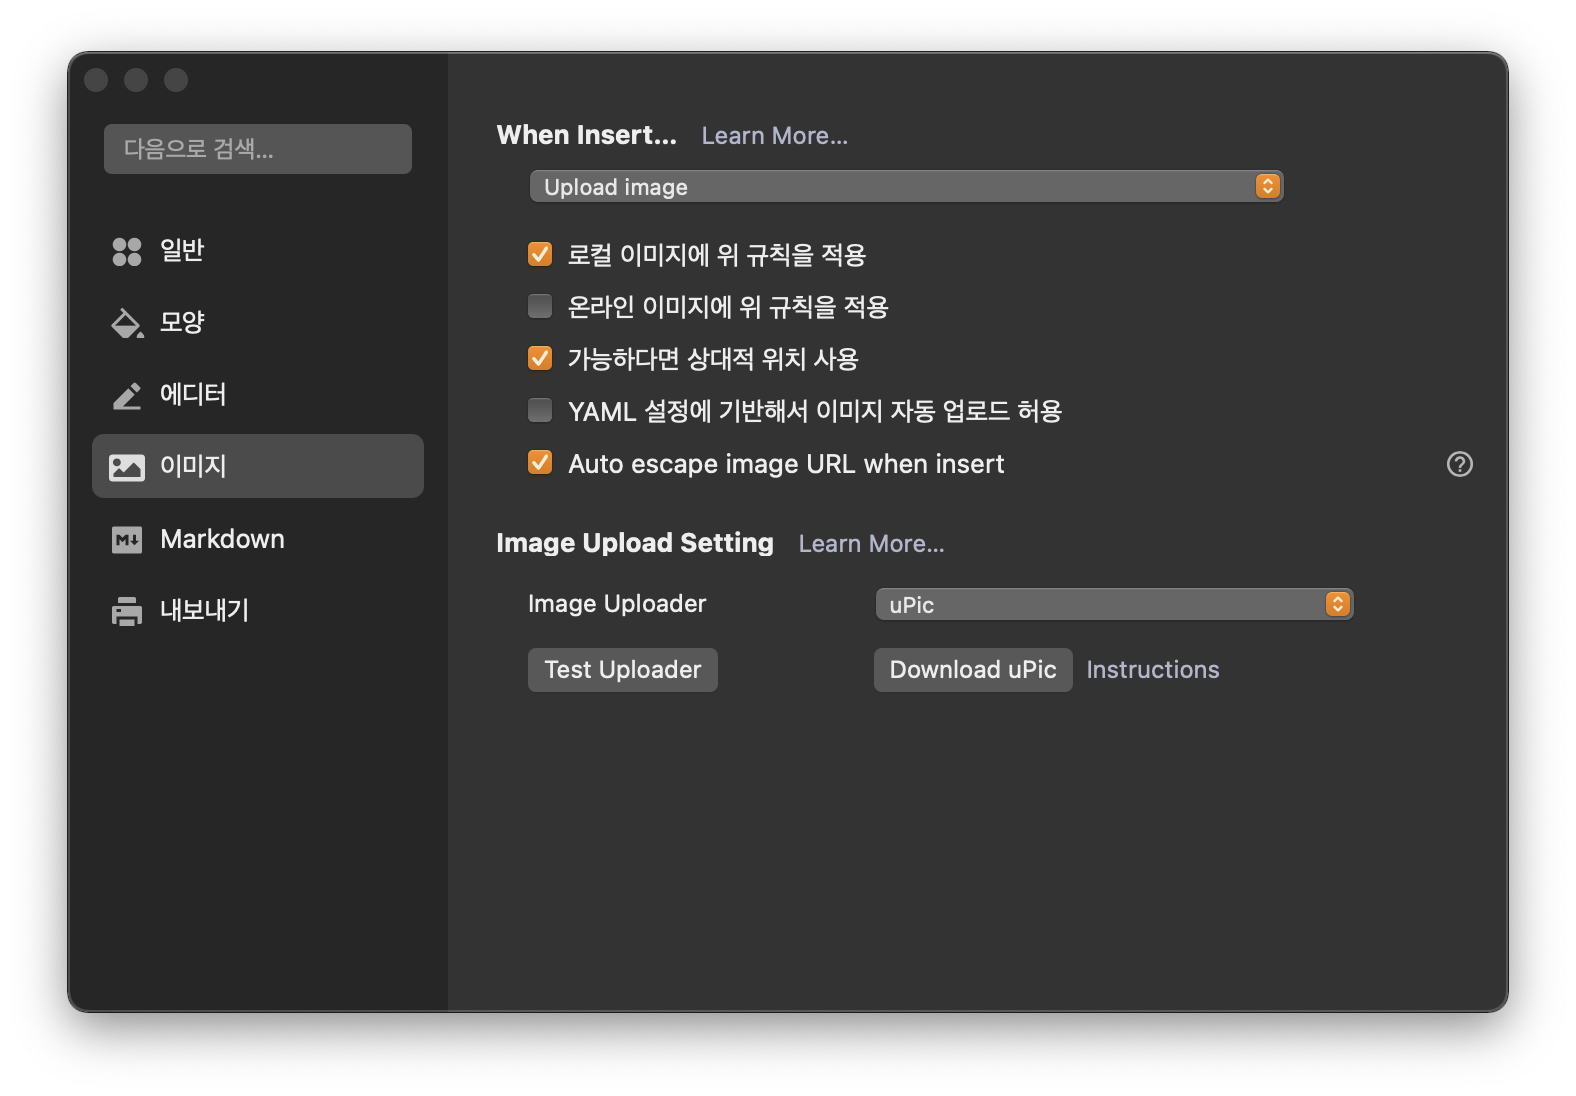 다음으로 검색...
일반
모양
에디터
이미지
Markdown
내보내기
When Insert... Learn More...
Upload image
로컬 이미지에 위 규칙을 적용
온라인 이미지에 위 규칙을 적용
가능하다면 상대적 위치 사용
YAML 설정에 기반해서 이미지 자동 업로드 허용
Auto escape image URL when insert
Image Upload Setting Learn More...
Image Uploader uPic
Test Uploader Download uPic Instructions